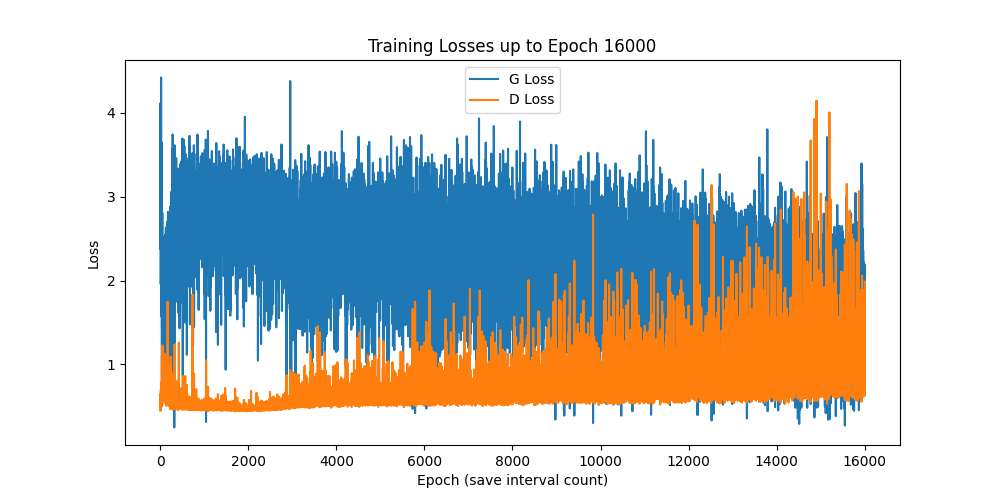 Training Losses up to Epoch 16000
G Loss
D Loss
4
3
2
1
Loss
0 2000 4000 6000 8000 10000 12000 14000 16000
Epoch (save interval count)